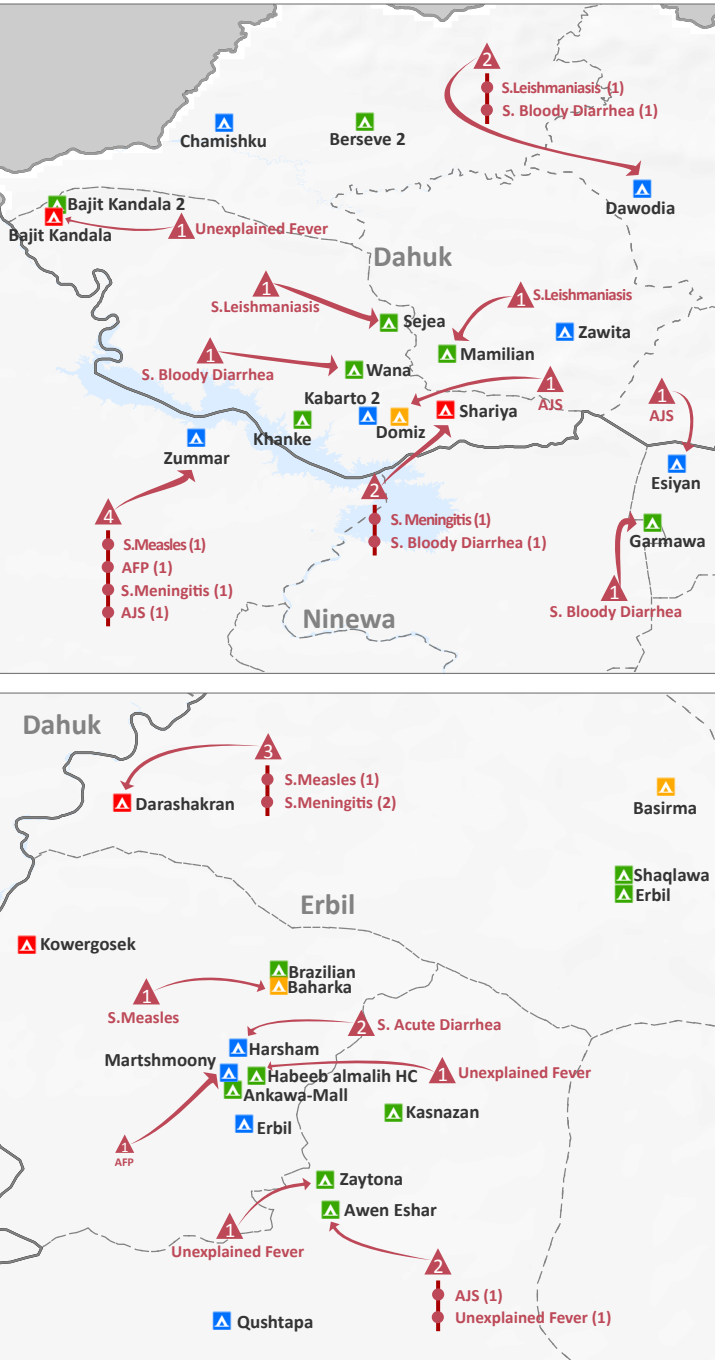 2
S.Leishmaniasis (1)
S. Bloody Diarrhea (1)
Chamishku
Berseve 2
Dawodia
Bajit Kandala 2
Bajit Kandala
1
Unexplained Fever
Dahuk
1
S.Leishmaniasis
1
S.Leishmaniasis
Sejea
Zawita
Mamilian
1
S. Bloody Diarrhea
Wana
1
AJS
1
AJS
Kabarto 2
Shariya
Khanke
Domiz
Zummar
Esiyan
2
S. Meningitis (1)
S. Bloody Diarrhea (1)
4
S.Measles (1)
AFP (1)
S.Meningitis (1)
AJS (1)
Garmawa
1
S. Bloody Diarrhea
Ninewa
Dahuk
3
S.Measles (1)
S.Meningitis (2)
Darashakran
Basirma
Shaqlawa
Erbil
Erbil
Kowergosek
Brazilian
Baharka
1
S.Measles
2
S. Acute Diarrhea
Harsham
Martshmoony
Habeeb almalih HC
1
Unexplained Fever
Ankawa-Mall
Kasnazan
Erbil
1
AFP
Zaytona
Awen Eshar
1
Unexplained Fever
2
AJS (1)
Unexplained Fever (1)
Qushtapa